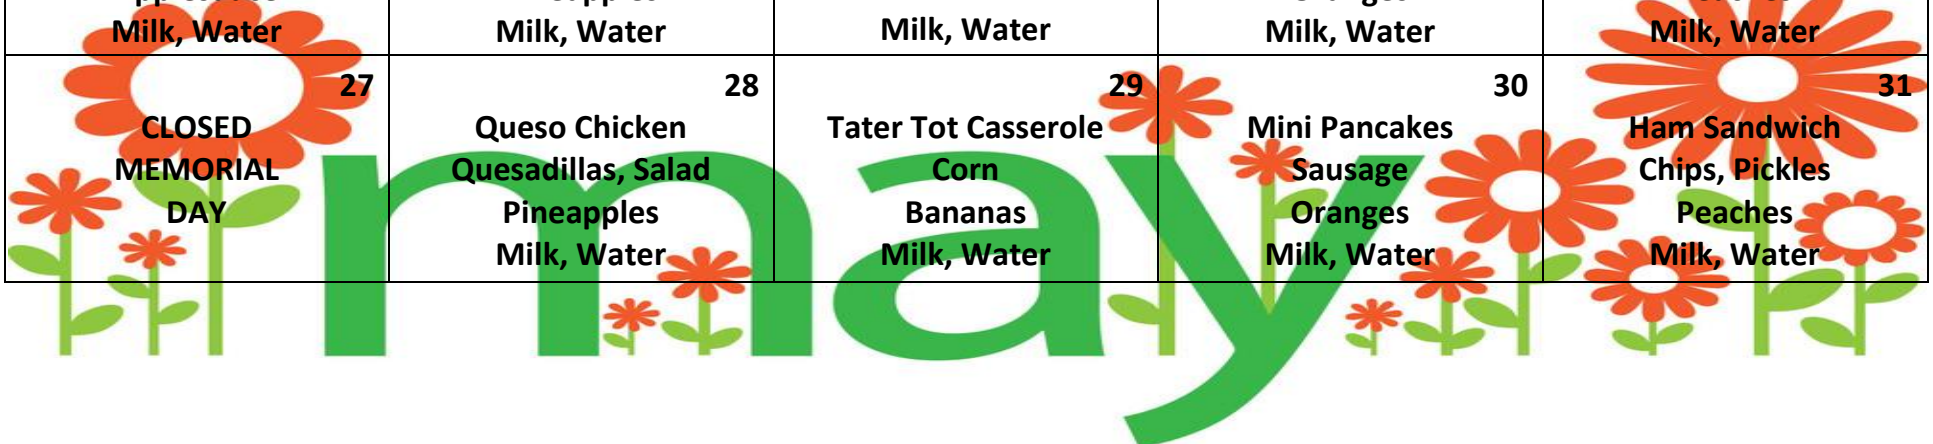 Milk, Water
Milk, Water
Milk, Water
Milk, Water
Milk, Water
27
CLOSED
MEMORIAL
DAY
28
Queso Chicken
Quesadillas, Salad
Pineapples
Milk, Water
29
Tater Tot Casserole
Corn
Bananas
Milk, Water
30
Mini Pancakes
Sausage
Oranges
Milk, Water
31
Ham Sandwich
Chips, Pickles
Peaches
Milk, Water
may